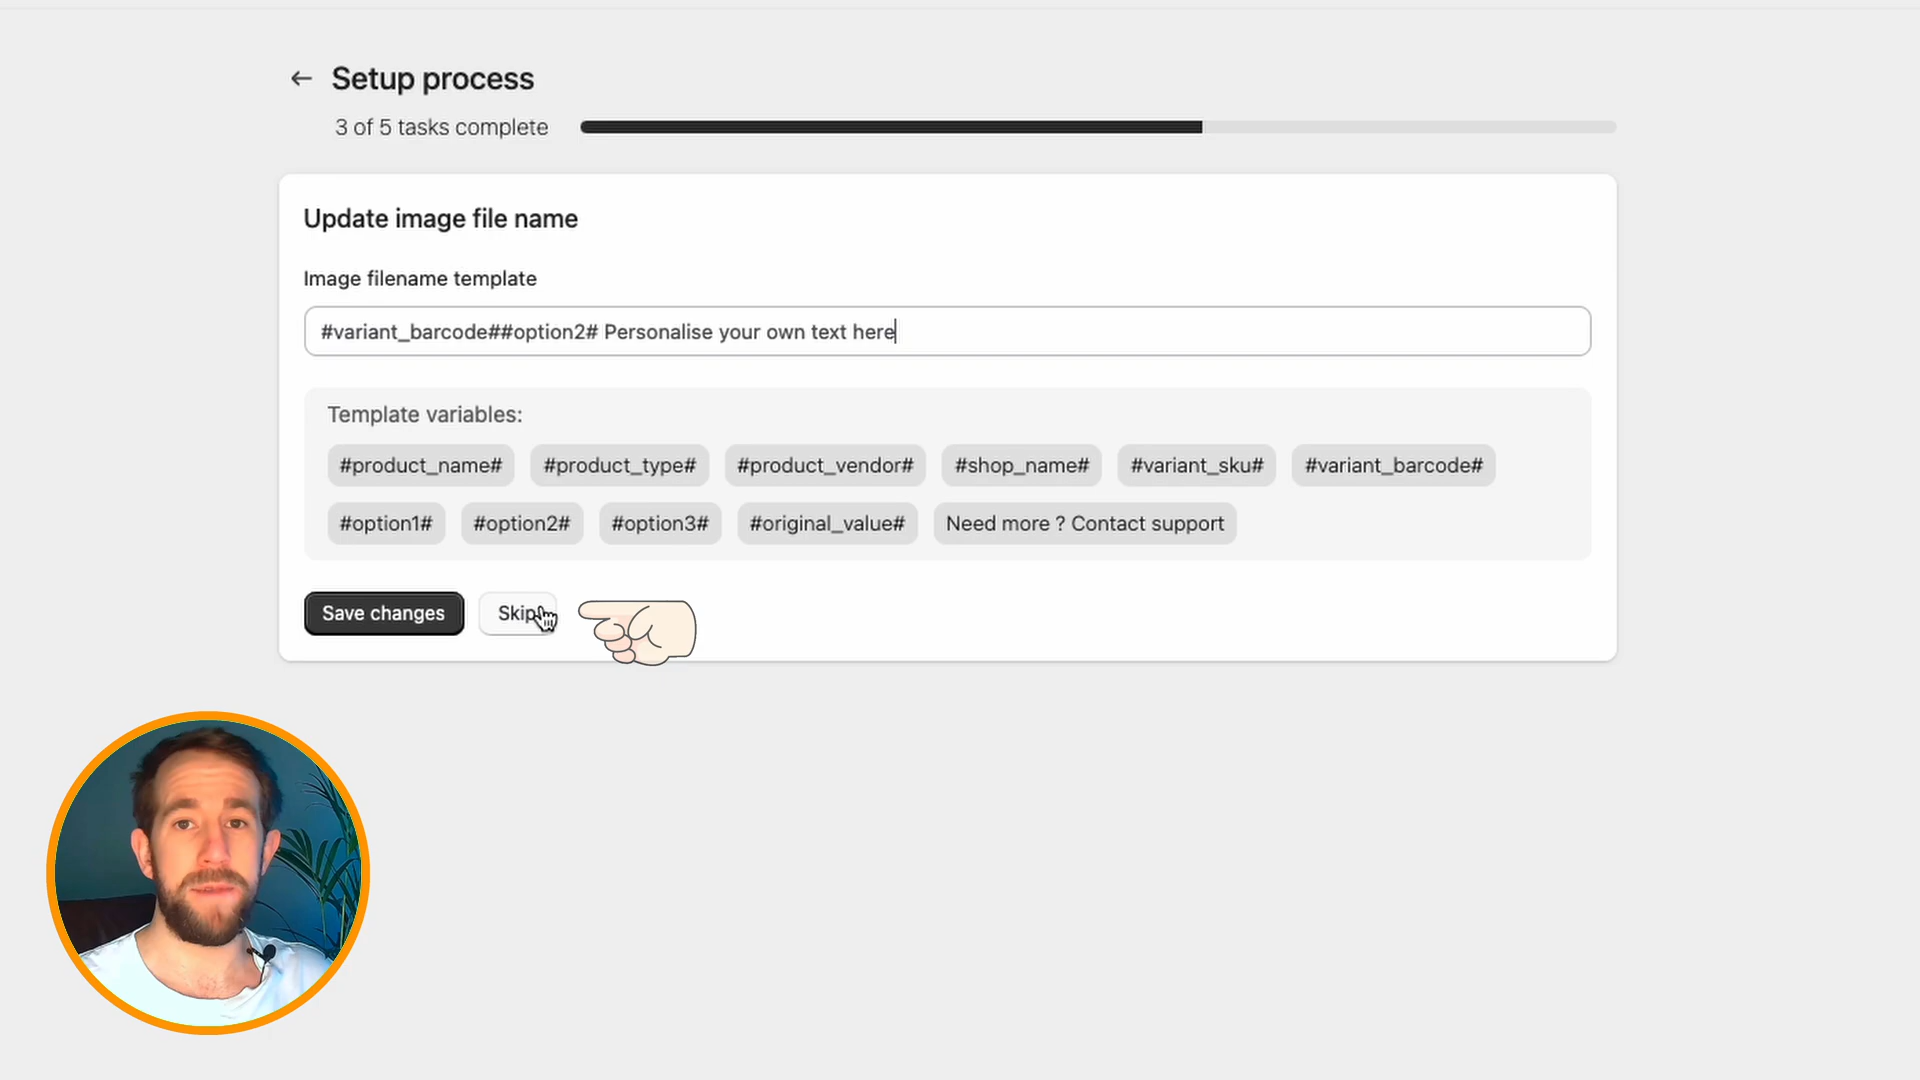 Setup process
3 of 5 tasks complete
Update image file name
Image filename template
#variant_barcode##option2# Personalise your own text here
Template variables:
#product_name# #product_type# #product_vendor# #shop_name# #variant_sku# #variant_barcode#
#option1# #option2# #option3# #original_value# Need more ? Contact support
Save changes Skip